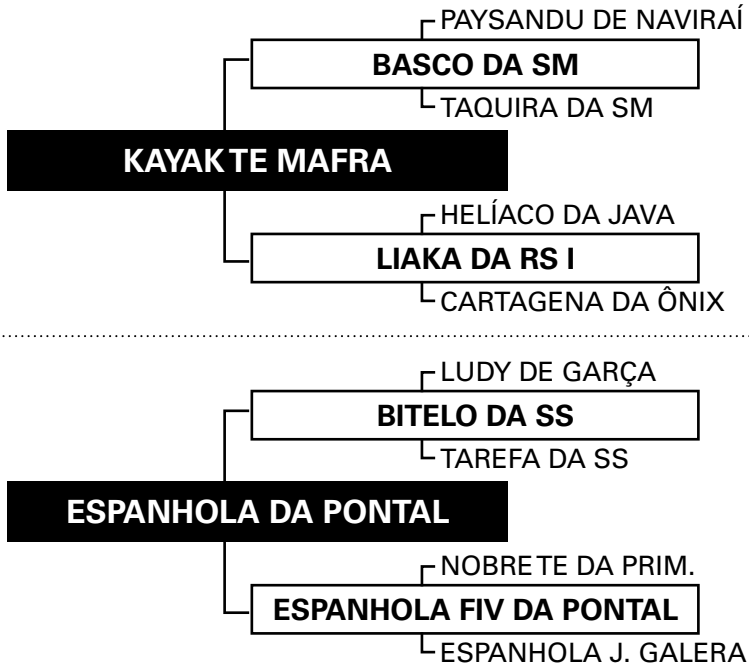 PAYSANDU DE NAVIRAÍ
BASCO DA SM
TAQUIRA DA SM
KAYAK TE MAFRA
HELÍACO DA JAVA
LIAKA DA RS I
CARTAGENA DA ÔNIX
LUDY DE GARÇA
BITELO DA SS
TAREFA DA SS
ESPANHOLA DA PONTAL
NOBRE TE DA PRIM.
ESPANHOLA FIV DA PONTAL
ESPANHOLA J. GALERA